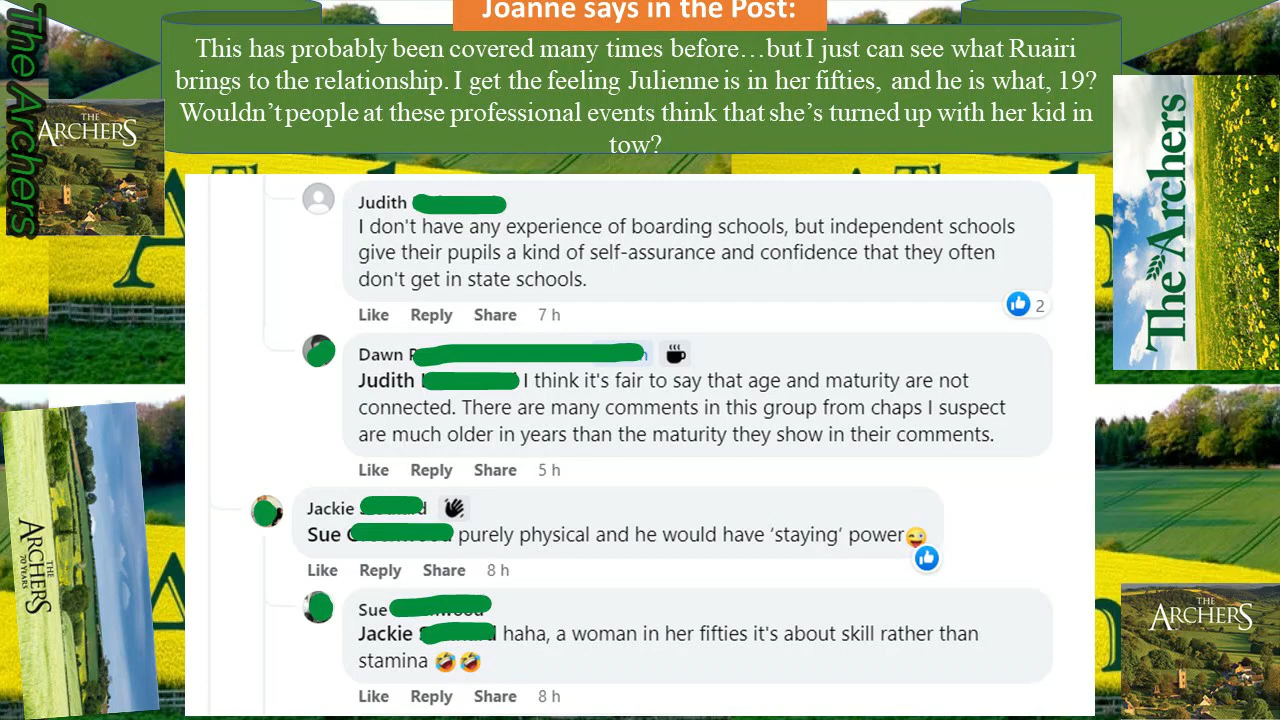 Joanne says in the Post:
This has probably been covered many times before…but I just can see what Ruairi
brings to the relationship. I get the feeling Julienne is in her fifties, and he is what, 19?
Wouldn’t people at these professional events think that she’s turned up with her kid in
tow?
The Archers
THE
ARCHERS
The Archers
Judith
I don't have any experience of boarding schools, but independent schools
give their pupils a kind of self-assurance and confidence that they often
don't get in state schools.
Like Reply Share 7 h
2
Dawn
Judith I think it's fair to say that age and maturity are not
connected. There are many comments in this group from chaps I suspect
are much older in years than the maturity they show in their comments.
Like Reply Share 5 h
Jackie
Sue purely physical and he would have ‘staying’ power😜
Like Reply Share 8 h
Sue
Jackie haha, a woman in her fifties it's about skill rather than
stamina 🤣🤣
Like Reply Share 8 h
THE
ARCHERS
70 YEARS
THE
ARCHERS